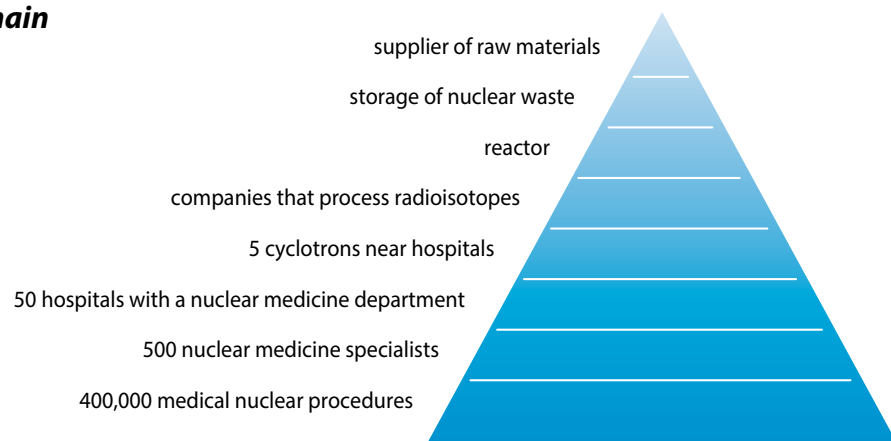 supplier of raw materials
storage of nuclear waste
reactor
companies that process radioisotopes
5 cyclotrons near hospitals
50 hospitals with a nuclear medicine department
500 nuclear medicine specialists
400,000 medical nuclear procedures